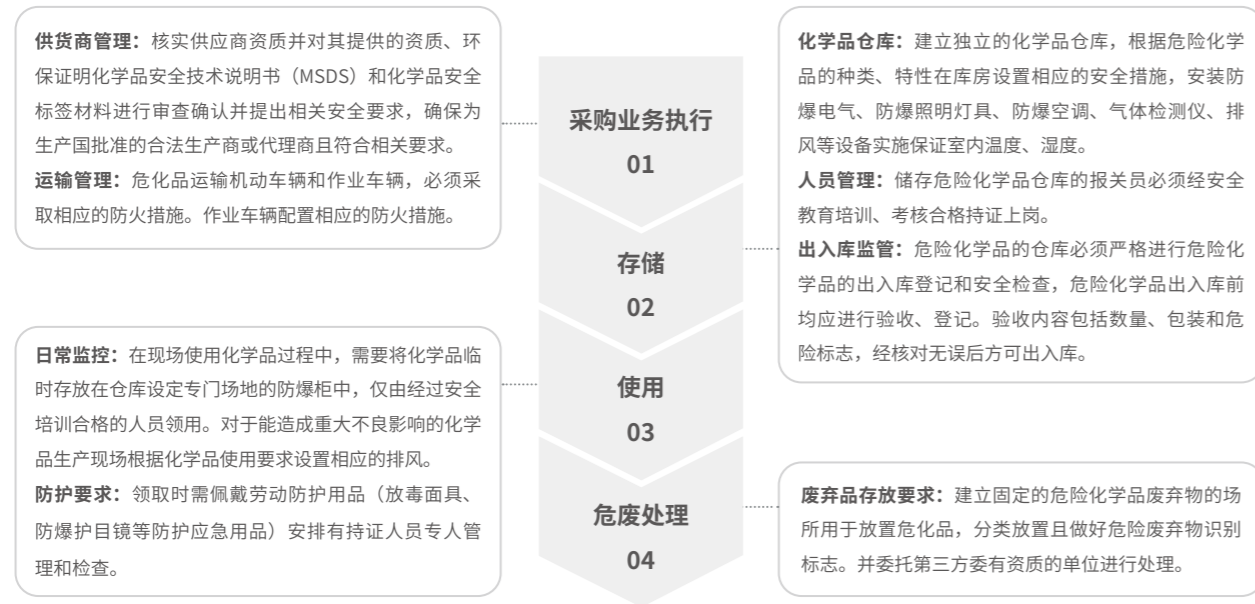 供货商管理：核实供应商资质并对其提供的资质、环
保证明化学品安全技术说明书（MSDS）和化学品安全
标签材料进行审查确认并提出相关安全要求，确保为
生产国批准的合法生产商或代理商且符合相关要求。
运输管理：危化品运输机动车辆和作业车辆，必须采
取相应的防火措施。作业车辆配置相应的防火措施。
采购业务执行
01
化学品仓库：建立独立的化学品仓库，根据危险化学
品的种类、特性在库房设置相应的安全措施，安装防
爆电气、防爆照明灯具、防爆空调、气体检测仪、排
风等设备实施保证室内温度、湿度。
人员管理：储存危险化学品仓库的报关员必须经安全
教育培训、考核合格持证上岗。
出入库监管：危险化学品的仓库必须严格进行危险化
学品的出入库登记和安全检查，危险化学品出入库前
均应进行验收、登记。验收内容包括数量、包装和危
险标志，经核对无误后方可出入库。
存储
02
日常监控：在现场使用化学品过程中，需要将化学品临
时存放在仓库设定专门场地的防爆柜中，仅由经过安全
培训合格的人员领用。对于能造成重大不良影响的化学
品生产现场根据化学品使用要求设置相应的排风。
防护要求：领取时需佩戴劳动防护用品（放毒面具、
防爆护目镜等防护应急用品）安排有持证人员专人管
理和检查。
使用
03
危废处理
04
废弃品存放要求：建立固定的危险化学品废弃物的场
所用于放置危化品，分类放置且做好危险废弃物识别
标志。并委托第三方委有资质的单位进行处理。